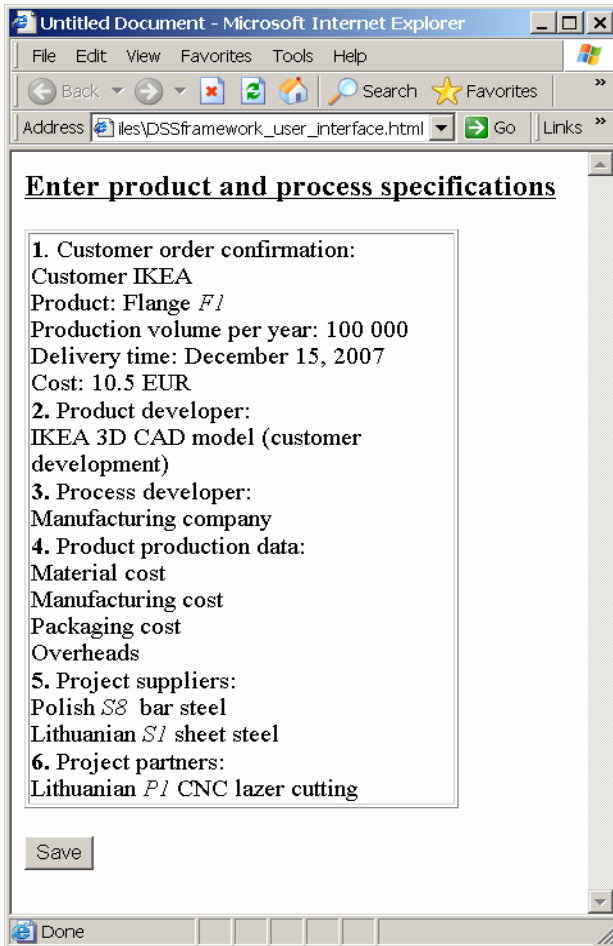 Untitled Document - Microsoft Internet Explorer
File Edit View Favorites Tools Help
Back Search Favorites »
Address iles\DSSframework_user_interface.html Go Links »
Enter product and process specifications
1. Customer order confirmation:
Customer IKEA
Product: Flange F1
Production volume per year: 100 000
Delivery time: December 15, 2007
Cost: 10.5 EUR
2. Product developer:
IKEA 3D CAD model (customer
development)
3. Process developer:
Manufacturing company
4. Product production data:
Material cost
Manufacturing cost
Packaging cost
Overheads
5. Project suppliers:
Polish S8 bar steel
Lithuanian S1 sheet steel
6. Project partners:
Lithuanian P1 CNC lazer cutting
Save
Done